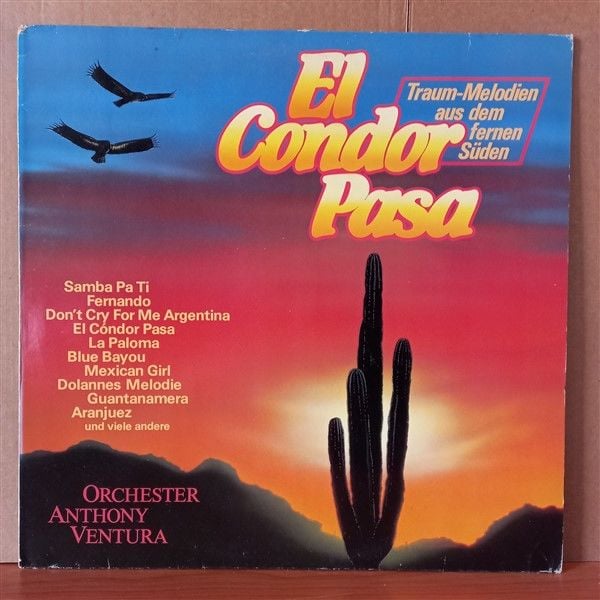 El
Condor
Pasa
Traum-Melodien
aus dem
fernen
Süden
Samba Pa Ti
Fernando
Don't Cry For Me Argentina
El Cóndor Pasa
La Paloma
Blue Bayou
Mexican Girl
Dolannes Melodie
Guantanamera
Aranjuez
und viele andere
ORCHESTER
ANTHONY
VENTURA